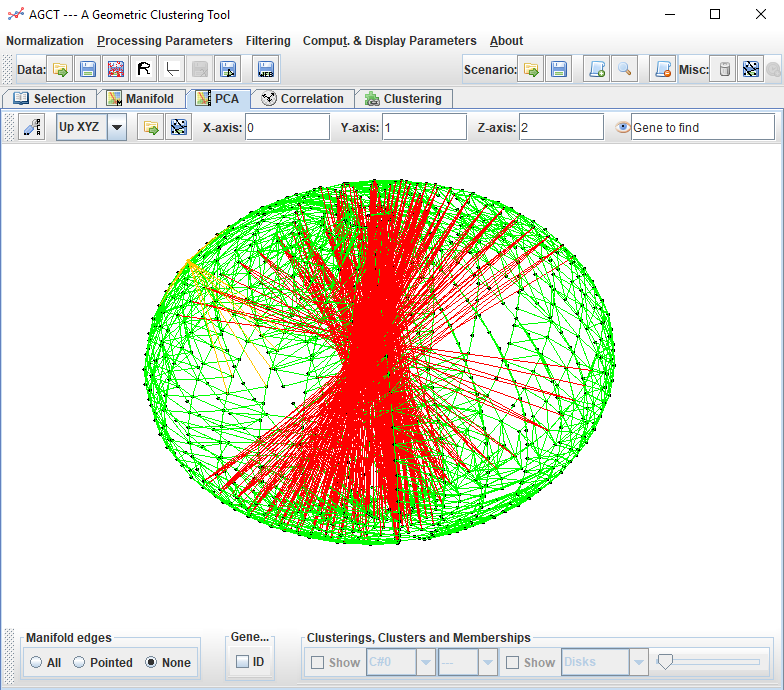 AGCT --- A Geometric Clustering Tool
Normalization Processing Parameters Filtering Comput. & Display Parameters About
Data: R WEB Scenario: Misc:
Selection Manifold PCA Correlation Clustering
Up XYZ X-axis: 0 Y-axis: 1 Z-axis: 2 Gene to find
Manifold edges Gene... Clusterings, Clusters and Memberships
All Pointed None ID Show C#0 --- Show Disks